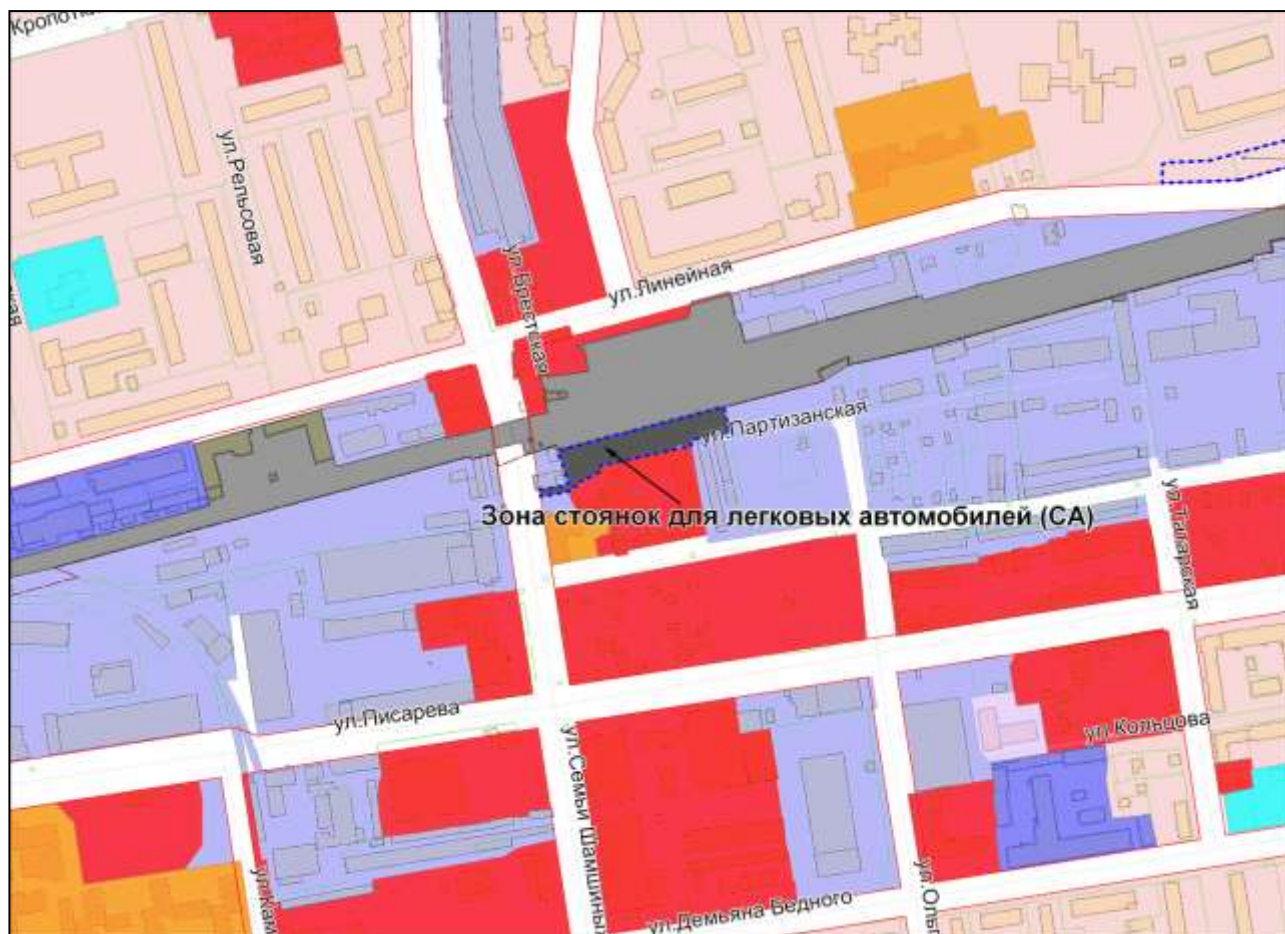 ул.Рельсовая
ул.Брестская
ул.Линейная
ул.Партизанская
Зона стоянок для легковых автомобилей (СА)
ул.Татарская
ул.Писарева
ул.Кольцова
ул.Семьи Шамшиных
ул.Демьяна Бедного